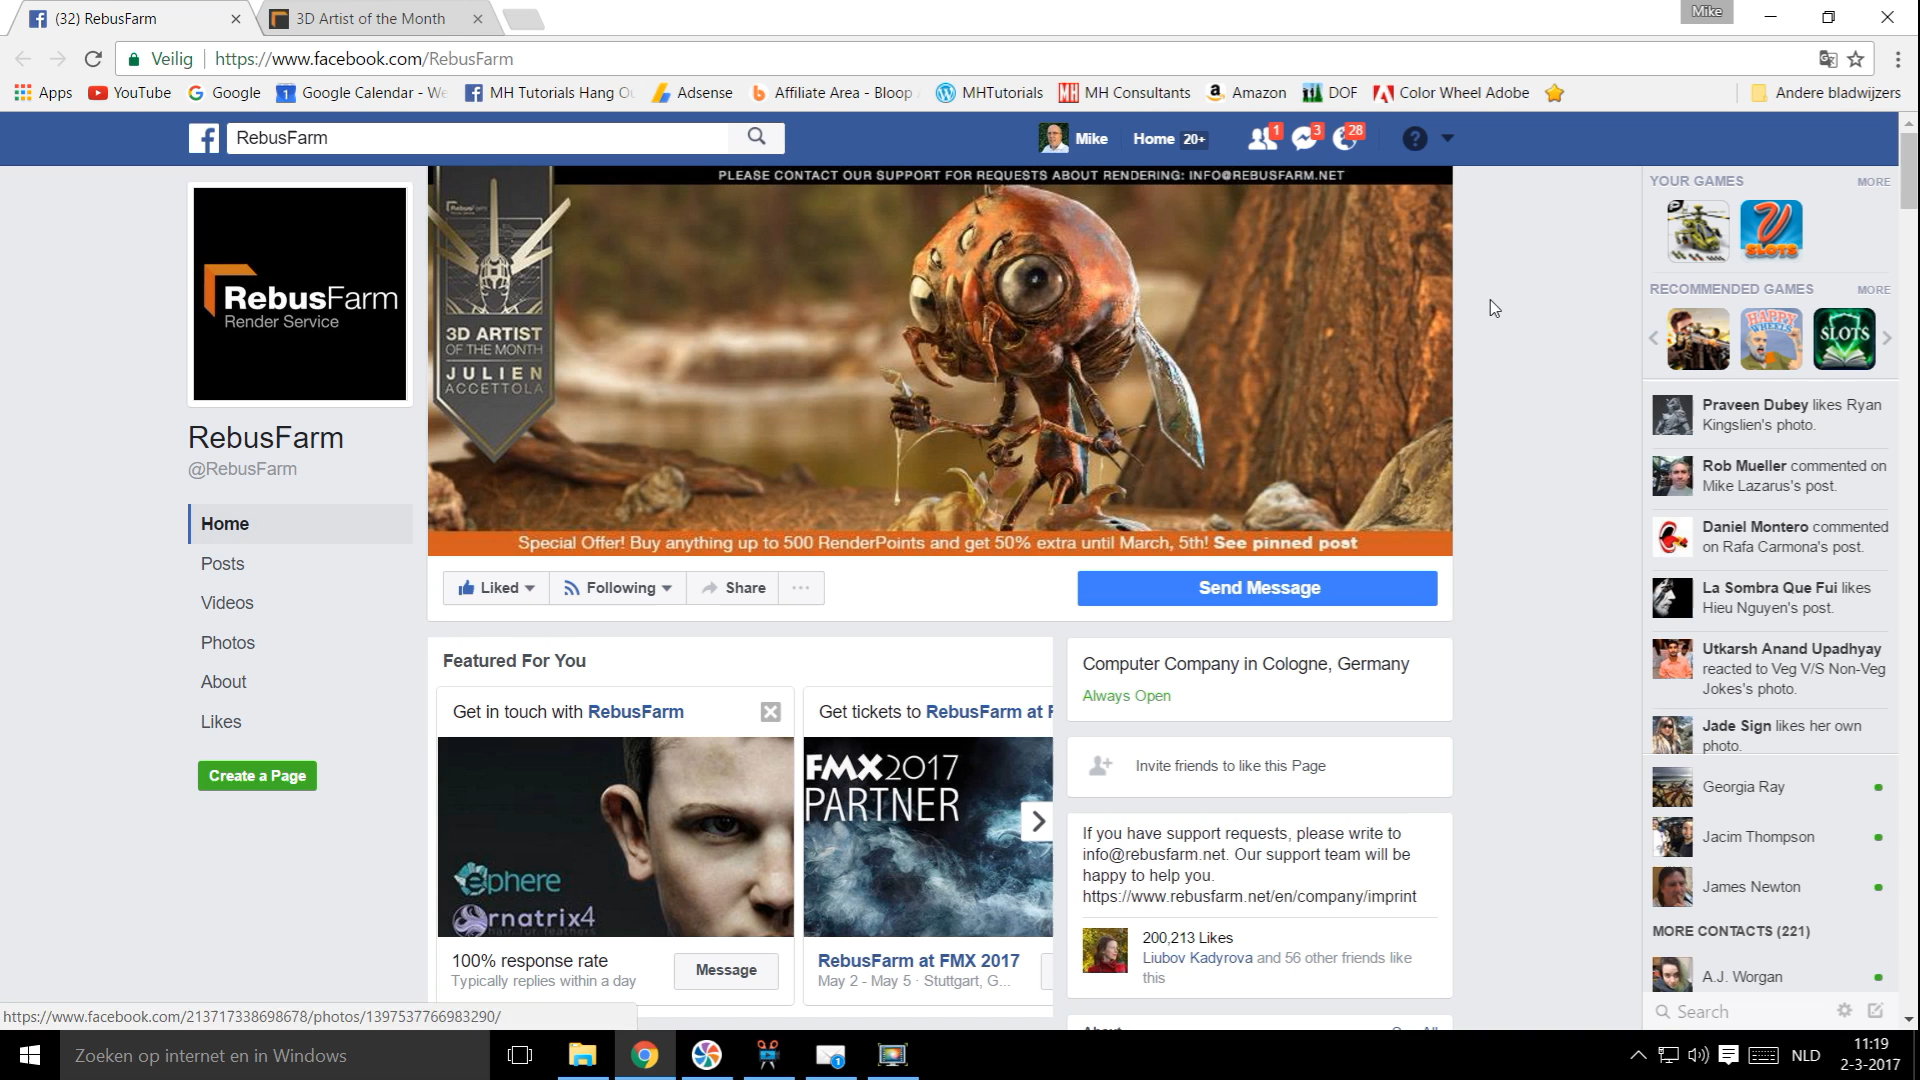 (32) RebusFarm
3D Artist of the Month
Mike
Veilig
https://www.facebook.com/RebusFarm
Apps
YouTube
Google
1
Google Calendar - We
MH Tutorials Hang Ou
Adsense
Affiliate Area - Bloop
MHTutorials
MH Consultants
Amazon
DOF
Color Wheel Adobe
Andere bladwijzers
RebusFarm
Mike
Home 20+
1
3
28
PLEASE CONTACT OUR SUPPORT FOR REQUESTS ABOUT RENDERING: INFO@REBUSFARM.NET
RebusFarm
3D ARTIST
OF THE MONTH
JULIEN
ACCETTOLA
Special Offer! Buy anything up to 500 RenderPoints and get 50% extra until March, 5th! See pinned post
RebusFarm
Render Service
RebusFarm
@RebusFarm
Home
Posts
Videos
Photos
About
Likes
Create a Page
Liked
Following
Share
Send Message
Featured For You
Get in touch with RebusFarm
ephere
Ornatrix4
hair.fur.feathers
100% response rate
Typically replies within a day
Message
Get tickets to RebusFarm at F
FMX2017
PARTNER
RebusFarm at FMX 2017
May 2 - May 5 · Stuttgart, G...
Computer Company in Cologne, Germany
Always Open
Invite friends to like this Page
If you have support requests, please write to
info@rebusfarm.net. Our support team will be
happy to help you.
https://www.rebusfarm.net/en/company/imprint
200,213 Likes
Liubov Kadyrova and 56 other friends like
this
About
See All
YOUR GAMES
MORE
SLOTS
RECOMMENDED GAMES
MORE
HAPPY
WHEELS
SLOTS
Praveen Dubey likes Ryan
Kingslien's photo.
Rob Mueller commented on
Mike Lazarus's post.
Daniel Montero commented
on Rafa Carmona's post.
La Sombra Que Fui likes
Hieu Nguyen's post.
Utkarsh Anand Upadhyay
reacted to Veg V/S Non-Veg
Jokes's photo.
Jade Sign likes her own
photo.
Georgia Ray
Jacim Thompson
James Newton
MORE CONTACTS (221)
A.J. Worgan
Search
https://www.facebook.com/213717338698678/photos/1397537766983290/
Zoeken op internet en in Windows
1
NLD
11:19
2-3-2017